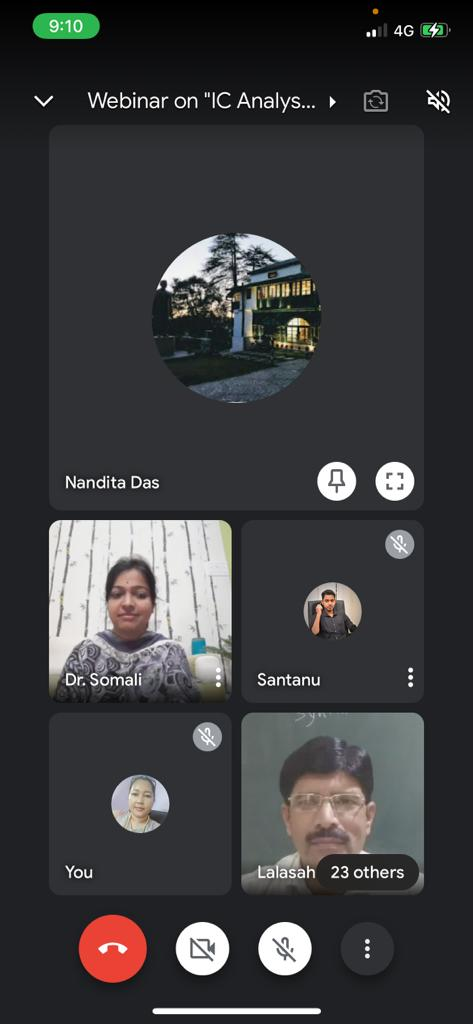 9:10
4G
Webinar on "IC Analys...
Nandita Das
Dr. Somali
Santanu
You
Lalasah
23 others